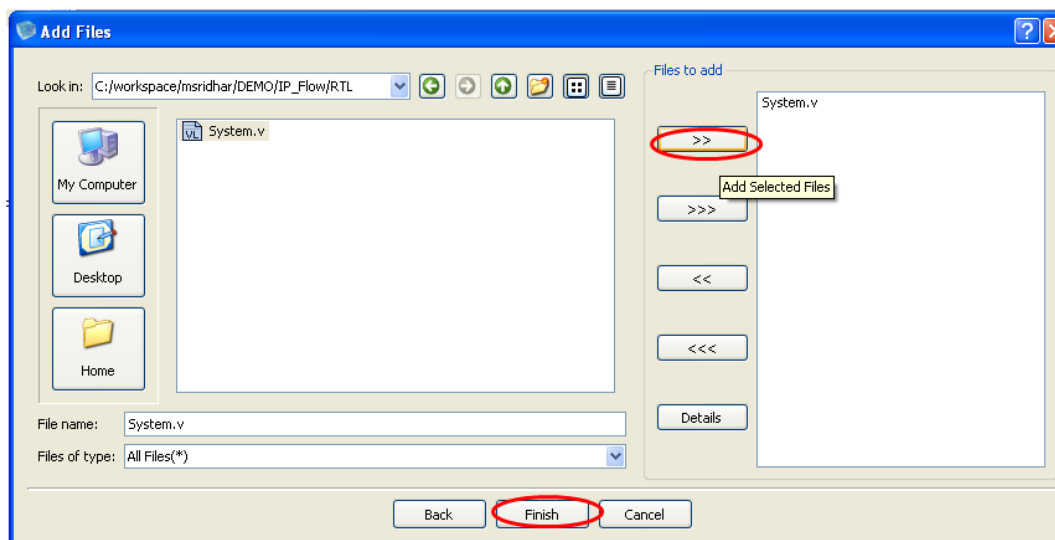 Add Files
Look in: C:/workspace/msridhar/DEMO/IP_Flow/RTL
My Computer
Desktop
Home
System.v
File name: System.v
Files of type: All Files(*)
Files to add
>>
Add Selected Files
>>>
<<
<<<
Details
System.v
Back
Finish
Cancel